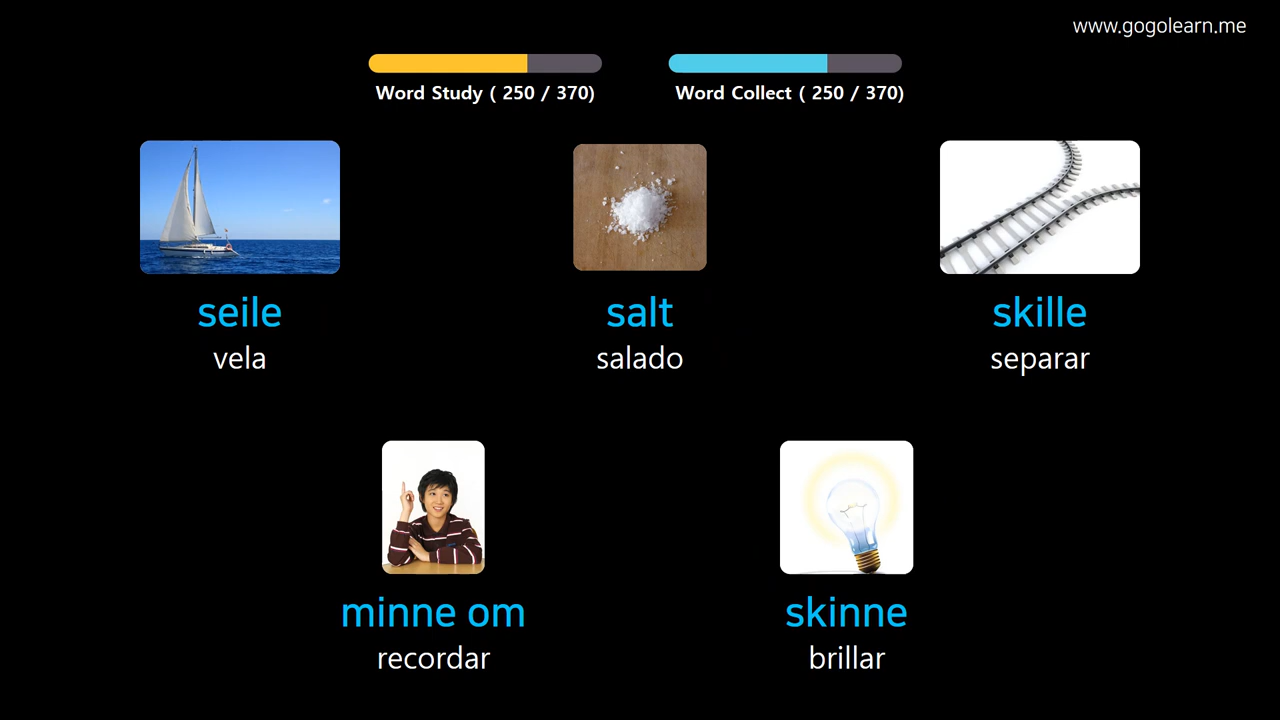 www.gogolearn.me
Word Study ( 250 / 370)
Word Collect ( 250 / 370)
seile
vela
salt
salado
skille
separar
minne om
recordar
skinne
brillar